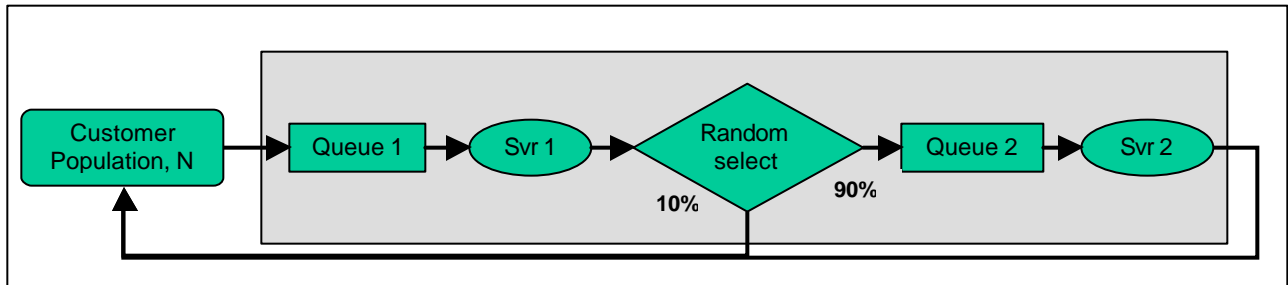 Customer
Population, N
Queue 1
Svr 1
Random
select
Queue 2
Svr 2
10%
90%